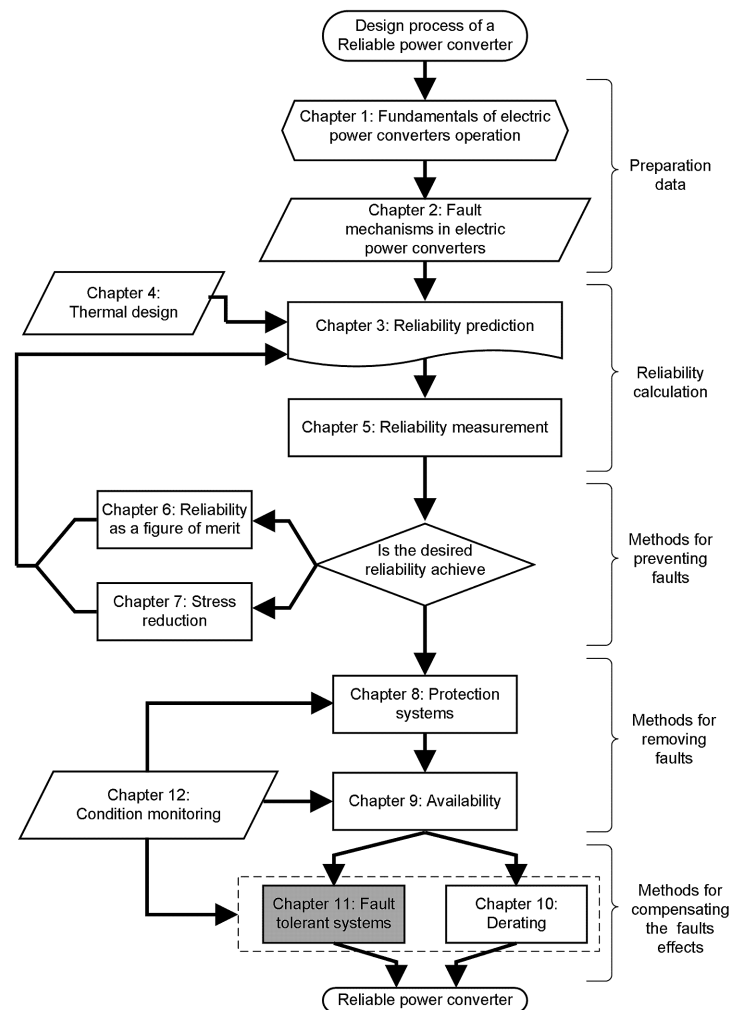 Design process of a
Reliable power converter
Chapter 1: Fundamentals of electric
power converters operation
Preparation
data
Chapter 2: Fault
mechanisms in electric
power converters
Chapter 4:
Thermal design
Chapter 3: Reliability prediction
Reliability
calculation
Chapter 5: Reliability measurement
Chapter 6: Reliability
as a figure of merit
Is the desired
reliability achieve
Methods for
preventing
faults
Chapter 7: Stress
reduction
Chapter 8: Protection
systems
Methods for
removing
faults
Chapter 12:
Condition monitoring
Chapter 9: Availability
Chapter 11: Fault
tolerant systems
Chapter 10:
Derating
Methods for
compensating
the faults
effects
Reliable power converter